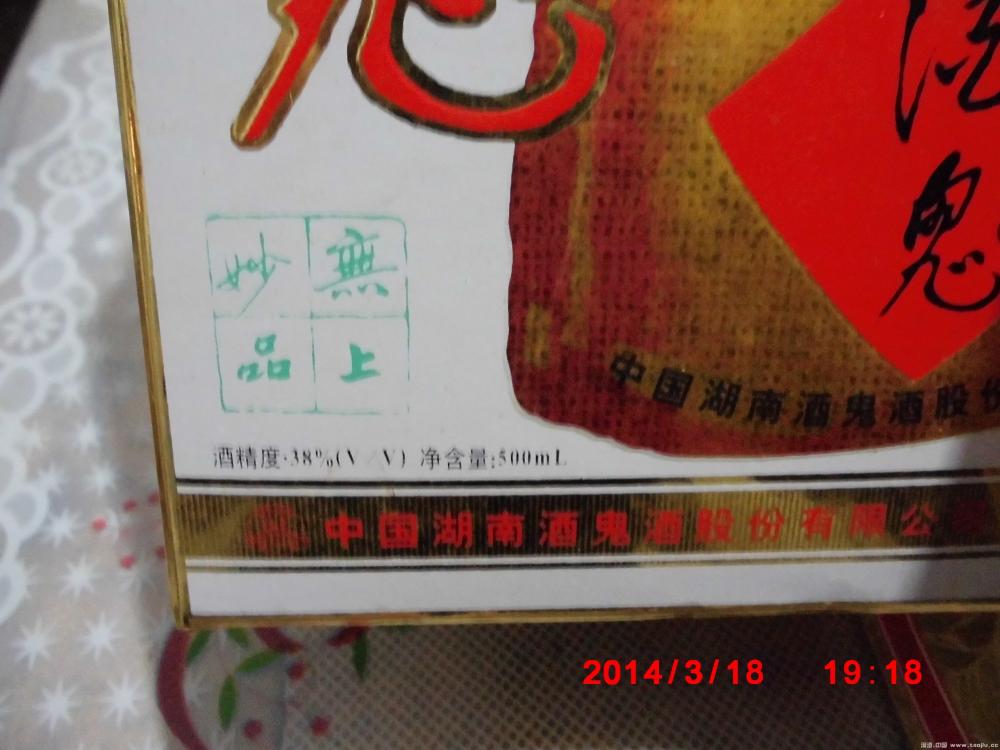 鬼
酒
鬼
無上
妙品
中国湖南酒鬼酒股份
酒精度·38%(V/V) 净含量:500mL
中国湖南酒鬼酒股份有限公
2014/3/18 19:18